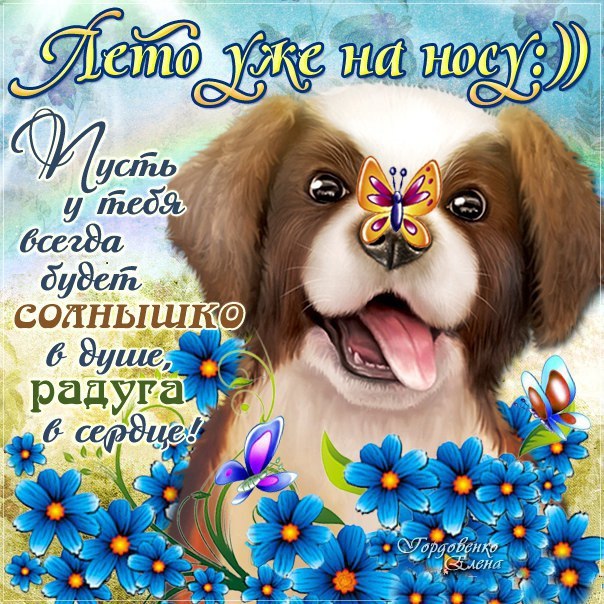 Лето уже на носу:))
Пусть
у тебя
всегда
будет
солнышко
в душе,
радуга
в сердце!
Гордовенко
Елена